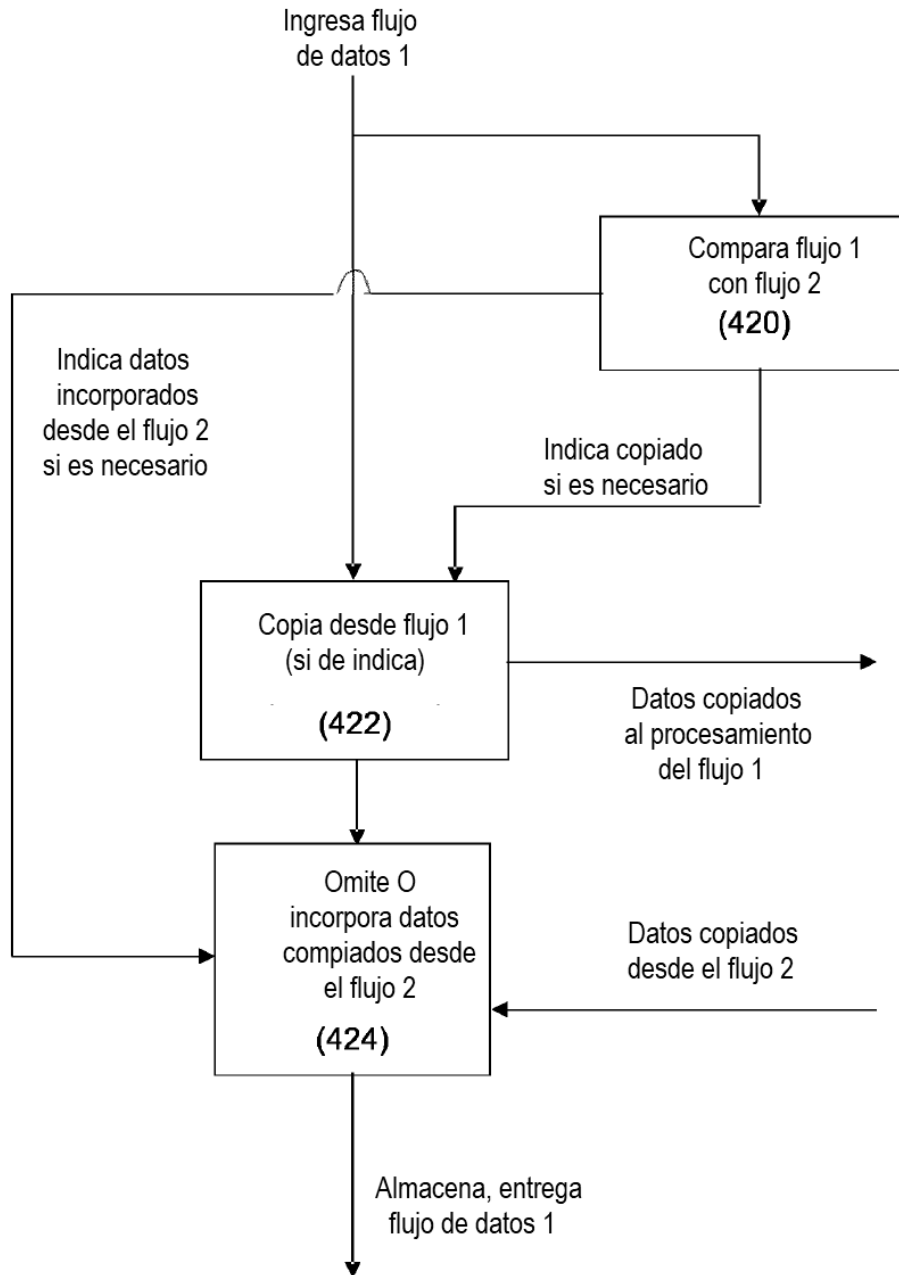 Ingresa flujo
de datos 1
Compara flujo 1
con flujo 2
(420)
Indica datos
incorporados
desde el flujo 2
si es necesario
Indica copiado
si es necesario
Copia desde flujo 1
(si de indica)
(422)
Datos copiados
al procesamiento
del flujo 1
Omite O
incorpora datos
compiados desde
el flujo 2
(424)
Datos copiados
desde el flujo 2
Almacena, entrega
flujo de datos 1